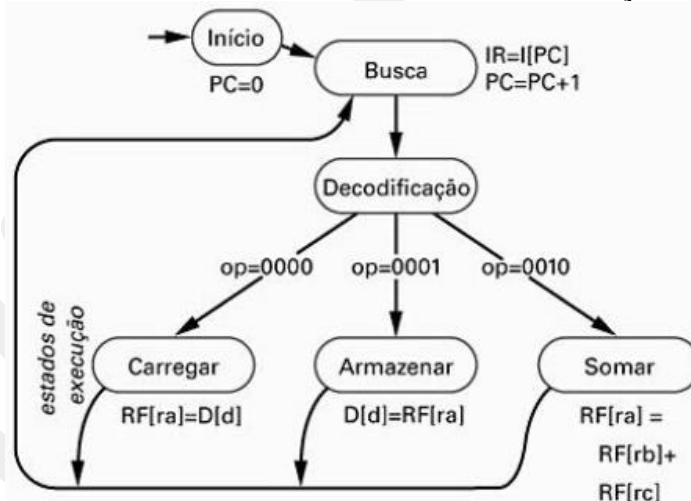 Início
PC=0
Busca
IR=I[PC]
PC=PC+1
Decodificação
op=0000
op=0001
op=0010
estados de
execução
Carregar
RF[ra]=D[d]
Armazenar
D[d]=RF[ra]
Somar
RF[ra] =
RF[rb]+
RF[rc]